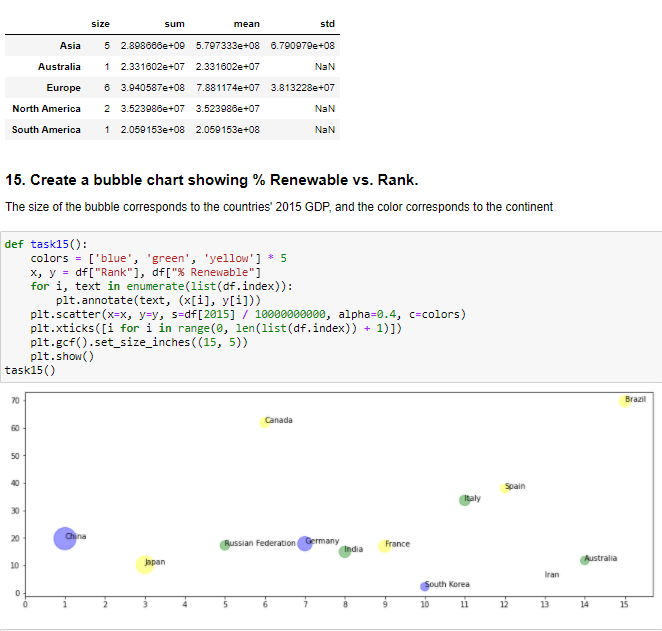 size sum mean std
Asia 5 2.898666e+09 5.797333e+08 6.790979e+08
Australia 1 2.331602e+07 2.331602e+07 NaN
Europe 6 3.940587e+08 7.881174e+07 3.813228e+07
North America 2 3.523986e+07 3.523986e+07 NaN
South America 1 2.059153e+08 2.059153e+08 NaN
15. Create a bubble chart showing % Renewable vs. Rank.
The size of the bubble corresponds to the countries' 2015 GDP, and the color corresponds to the continent
def task15():
    colors = ['blue', 'green', 'yellow'] * 5
    x, y = df["Rank"], df["% Renewable"]
    for i, text in enumerate(list(df.index)):
        plt.annotate(text, (x[i], y[i]))
    plt.scatter(x=x, y=y, s=df[2015] / 10000000000, alpha=0.4, c=colors)
    plt.xticks([i for i in range(0, len(list(df.index)) + 1)])
    plt.gcf().set_size_inches((15, 5))
    plt.show()
task15()
70 Brazil
60 Canada
50 Spain
40 Italy
30
20 China Russian Federation Germany India France
10 Japan Iran Australia
0 South Korea
0 1 2 3 4 5 6 7 8 9 10 11 12 13 14 15